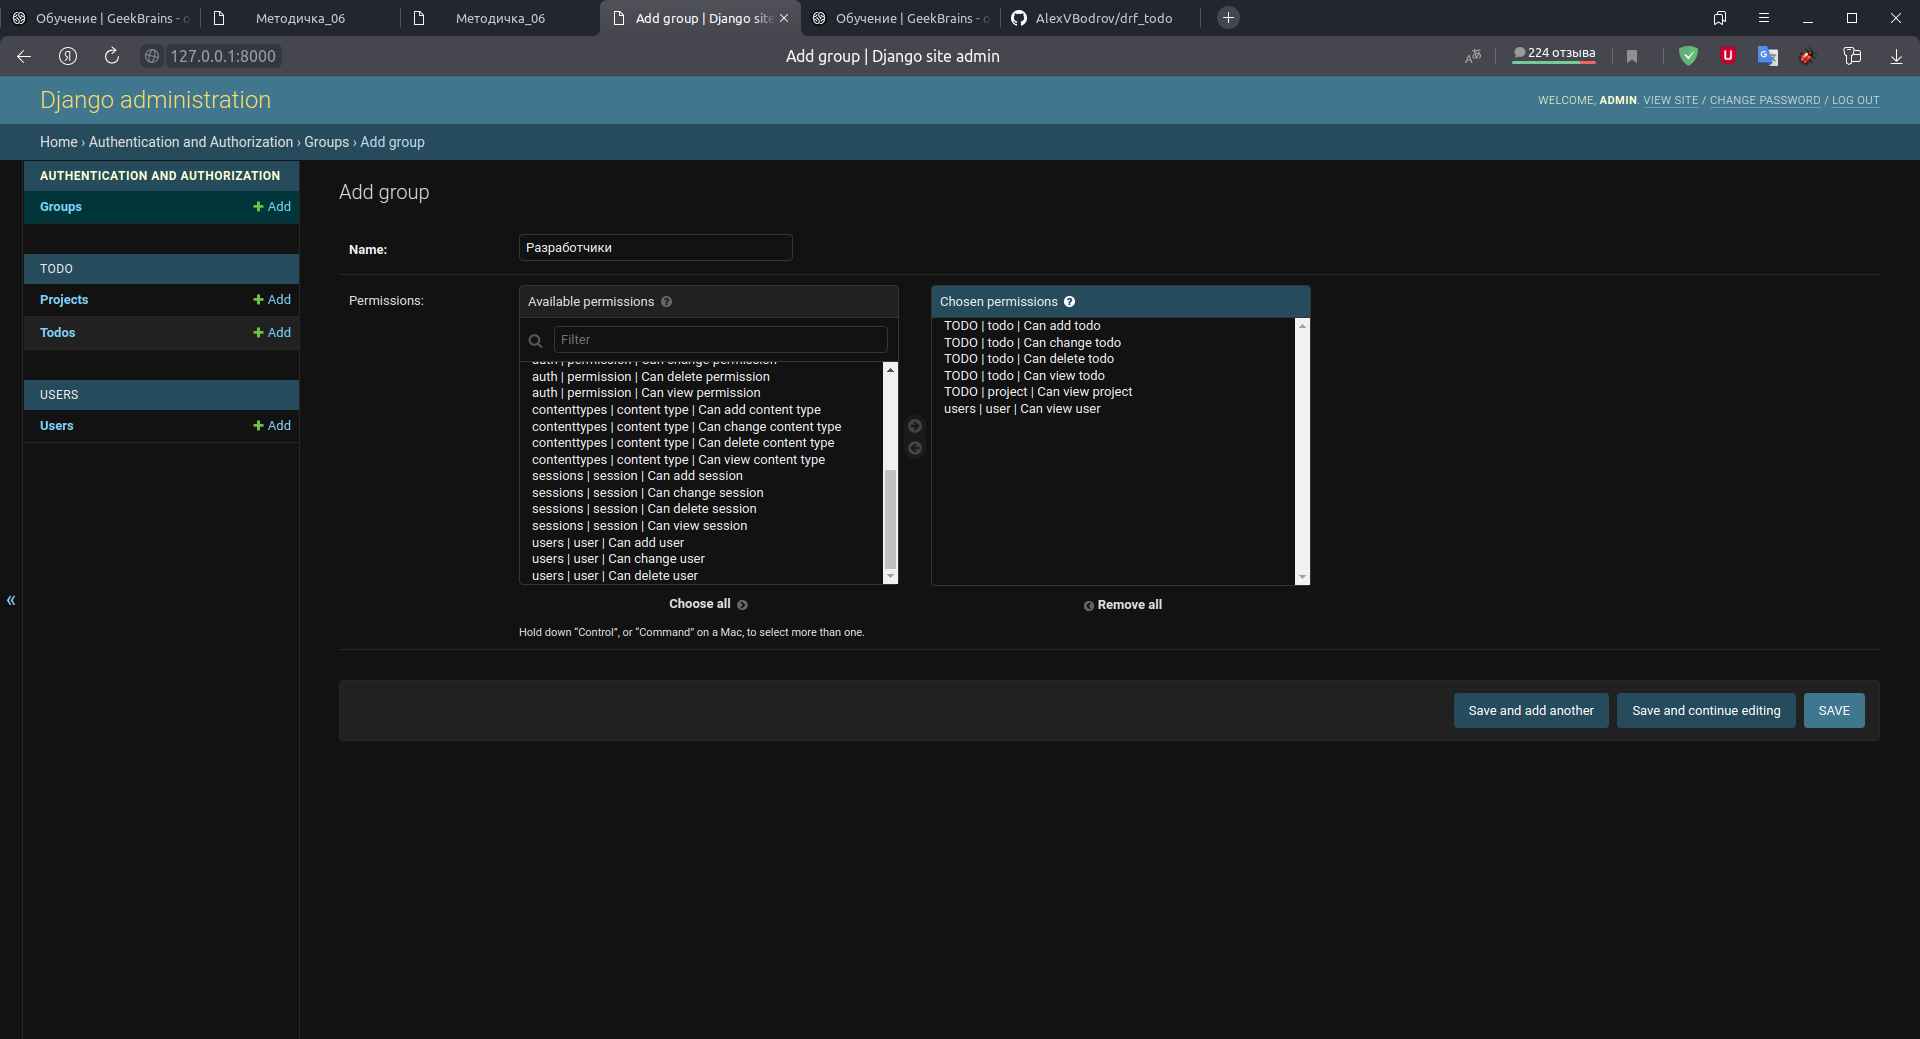 Обучение | GeekBrains - о
Методичка_06
Методичка_06
Add group | Django site
Обучение | GeekBrains - о
AlexVBodrov/drf_todo
127.0.0.1:8000
Add group | Django site admin
224 отзыва
Django administration
WELCOME, ADMIN. VIEW SITE / CHANGE PASSWORD / LOG OUT
Home › Authentication and Authorization › Groups › Add group
AUTHENTICATION AND AUTHORIZATION
Groups
Add
TODO
Projects
Add
Todos
Add
USERS
Users
Add
«
Add group
Name:
Разработчики
Permissions:
Available permissions
Filter
auth | permission | Can change permission
auth | permission | Can delete permission
auth | permission | Can view permission
contenttypes | content type | Can add content type
contenttypes | content type | Can change content type
contenttypes | content type | Can delete content type
contenttypes | content type | Can view content type
sessions | session | Can add session
sessions | session | Can change session
sessions | session | Can delete session
sessions | session | Can view session
users | user | Can add user
users | user | Can change user
users | user | Can delete user
Choose all
Hold down “Control”, or “Command” on a Mac, to select more than one.
Chosen permissions
TODO | todo | Can add todo
TODO | todo | Can change todo
TODO | todo | Can delete todo
TODO | todo | Can view todo
TODO | project | Can view project
users | user | Can view user
Remove all
Save and add another
Save and continue editing
SAVE